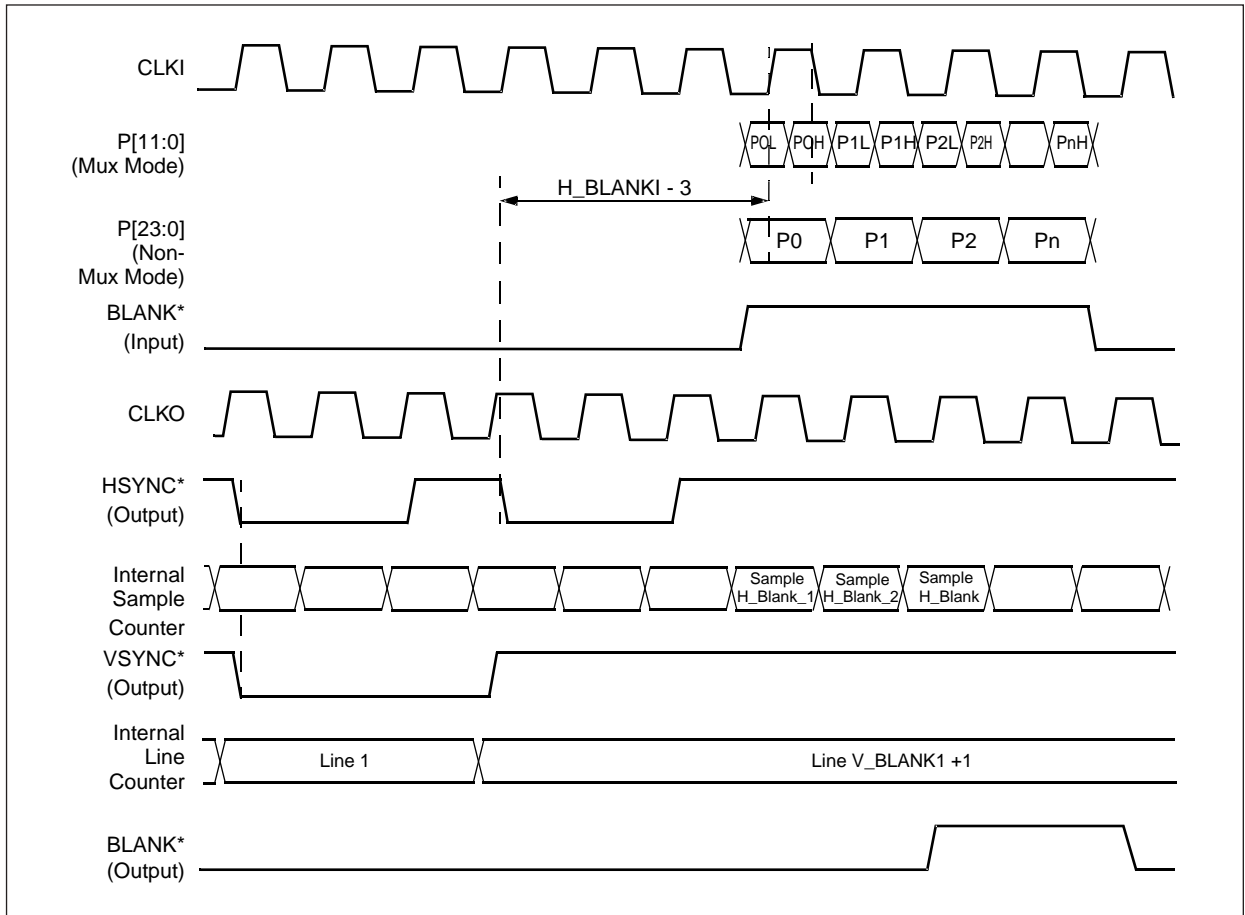 CLKI
P[11:0]
(Mux Mode)
P0L P0H P1L P1H P2L P2H PnH
H_BLANKI - 3
P[23:0]
(Non-
Mux Mode)
P0 P1 P2 Pn
BLANK*
(Input)
CLKO
HSYNC*
(Output)
Internal
Sample
Counter
Sample
H_Blank_1
Sample
H_Blank_2
Sample
H_Blank
VSYNC*
(Output)
Internal
Line
Counter
Line 1
Line V_BLANK1 +1
BLANK*
(Output)